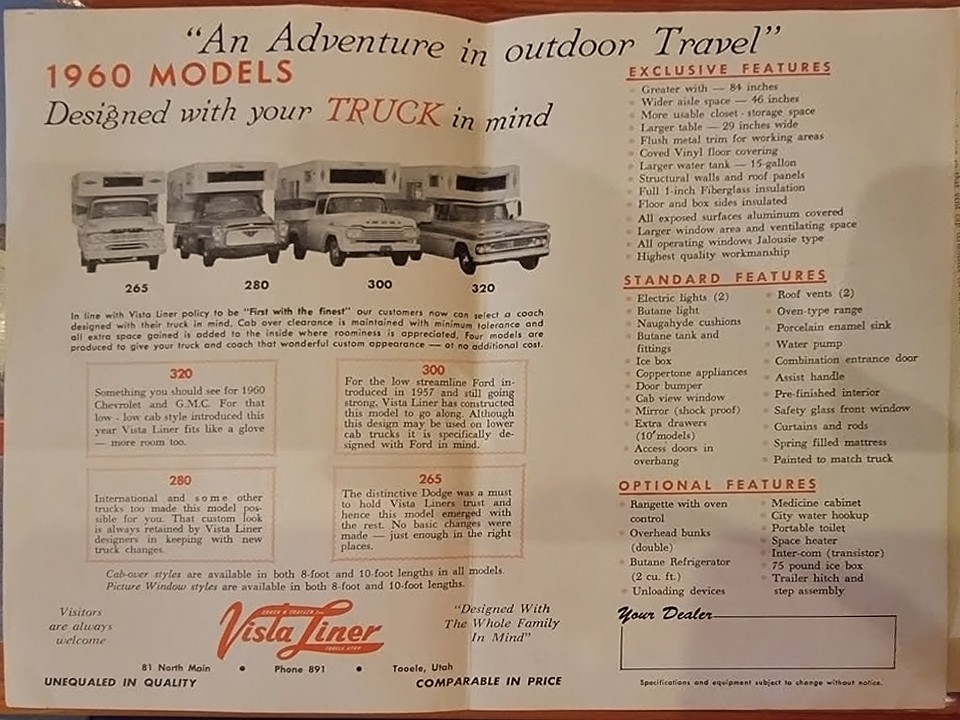 "An Adventure in outdoor Travel"
1960 MODELS
Designed with your TRUCK in mind
265
280
300
320
In line with Vista Liner policy to be "First with the finest" our customers now can select a coach
designed with their truck in mind. Cab over clearance is maintained with minimum tolerance and
all extra space gained is added to the inside where roominess is appreciated. Four models are
produced to give your truck and coach that wonderful custom appearance — at no additional cost.
320
Something you should see for 1960
Chevrolet and G.M.C. For that
low - low cab style introduced this
year Vista Liner fits like a glove
— more room too.
300
For the low streamline Ford in-
troduced in 1957 and still going
strong. Vista Liner has constructed
this model to go along. Although
this design may be used on lower
cab trucks it is specifically de-
signed with Ford in mind.
280
International and some other
trucks too made this model pos-
sible for you. That custom look
is always retained by Vista Liner
designers in keeping with new
truck changes.
265
The distinctive Dodge was a must
to hold Vista Liners trust and
hence this model emerged with
the rest. No basic changes were
made — just enough in the right
places.
Cab-over styles are available in both 8-foot and 10-foot lengths in all models.
Picture Window styles are available in both 8-foot and 10-foot lengths.
Visitors
are always
welcome
Vista Liner
TOOELE UTAH
"Designed With
The Whole Family
In Mind"
81 North Main • Phone 891 • Tooele, Utah
UNEQUALED IN QUALITY
COMPARABLE IN PRICE
EXCLUSIVE FEATURES
Greater with — 84 inches
Wider aisle space — 46 inches
More usable closet - storage space
Larger table — 29 inches wide
Flush metal trim for working areas
Coved Vinyl floor covering
Larger water tank — 15-gallon
Structural walls and roof panels
Full 1-inch Fiberglass insulation
Floor and box sides insulated
All exposed surfaces aluminum covered
Larger window area and ventilating space
All operating windows Jalousie type
Highest quality workmanship
STANDARD FEATURES
Electric lights (2)
Butane light
Naugahyde cushions
Butane tank and
fittings
Ice box
Coppertone appliances
Door bumper
Cab view window
Mirror (shock proof)
Extra drawers
(10' models)
Access doors in
overhang
Roof vents (2)
Oven-type range
Porcelain enamel sink
Water pump
Combination entrance door
Assist handle
Pre-finished interior
Safety glass front window
Curtains and rods
Spring filled mattress
Painted to match truck
OPTIONAL FEATURES
Rangette with oven
control
Overhead bunks
(double)
Butane Refrigerator
(2 cu. ft.)
Unloading devices
Medicine cabinet
City water hookup
Portable toilet
Space heater
Inter-com (transistor)
75 pound ice box
Trailer hitch and
step assembly
Your Dealer
Specifications and equipment subject to change without notice.